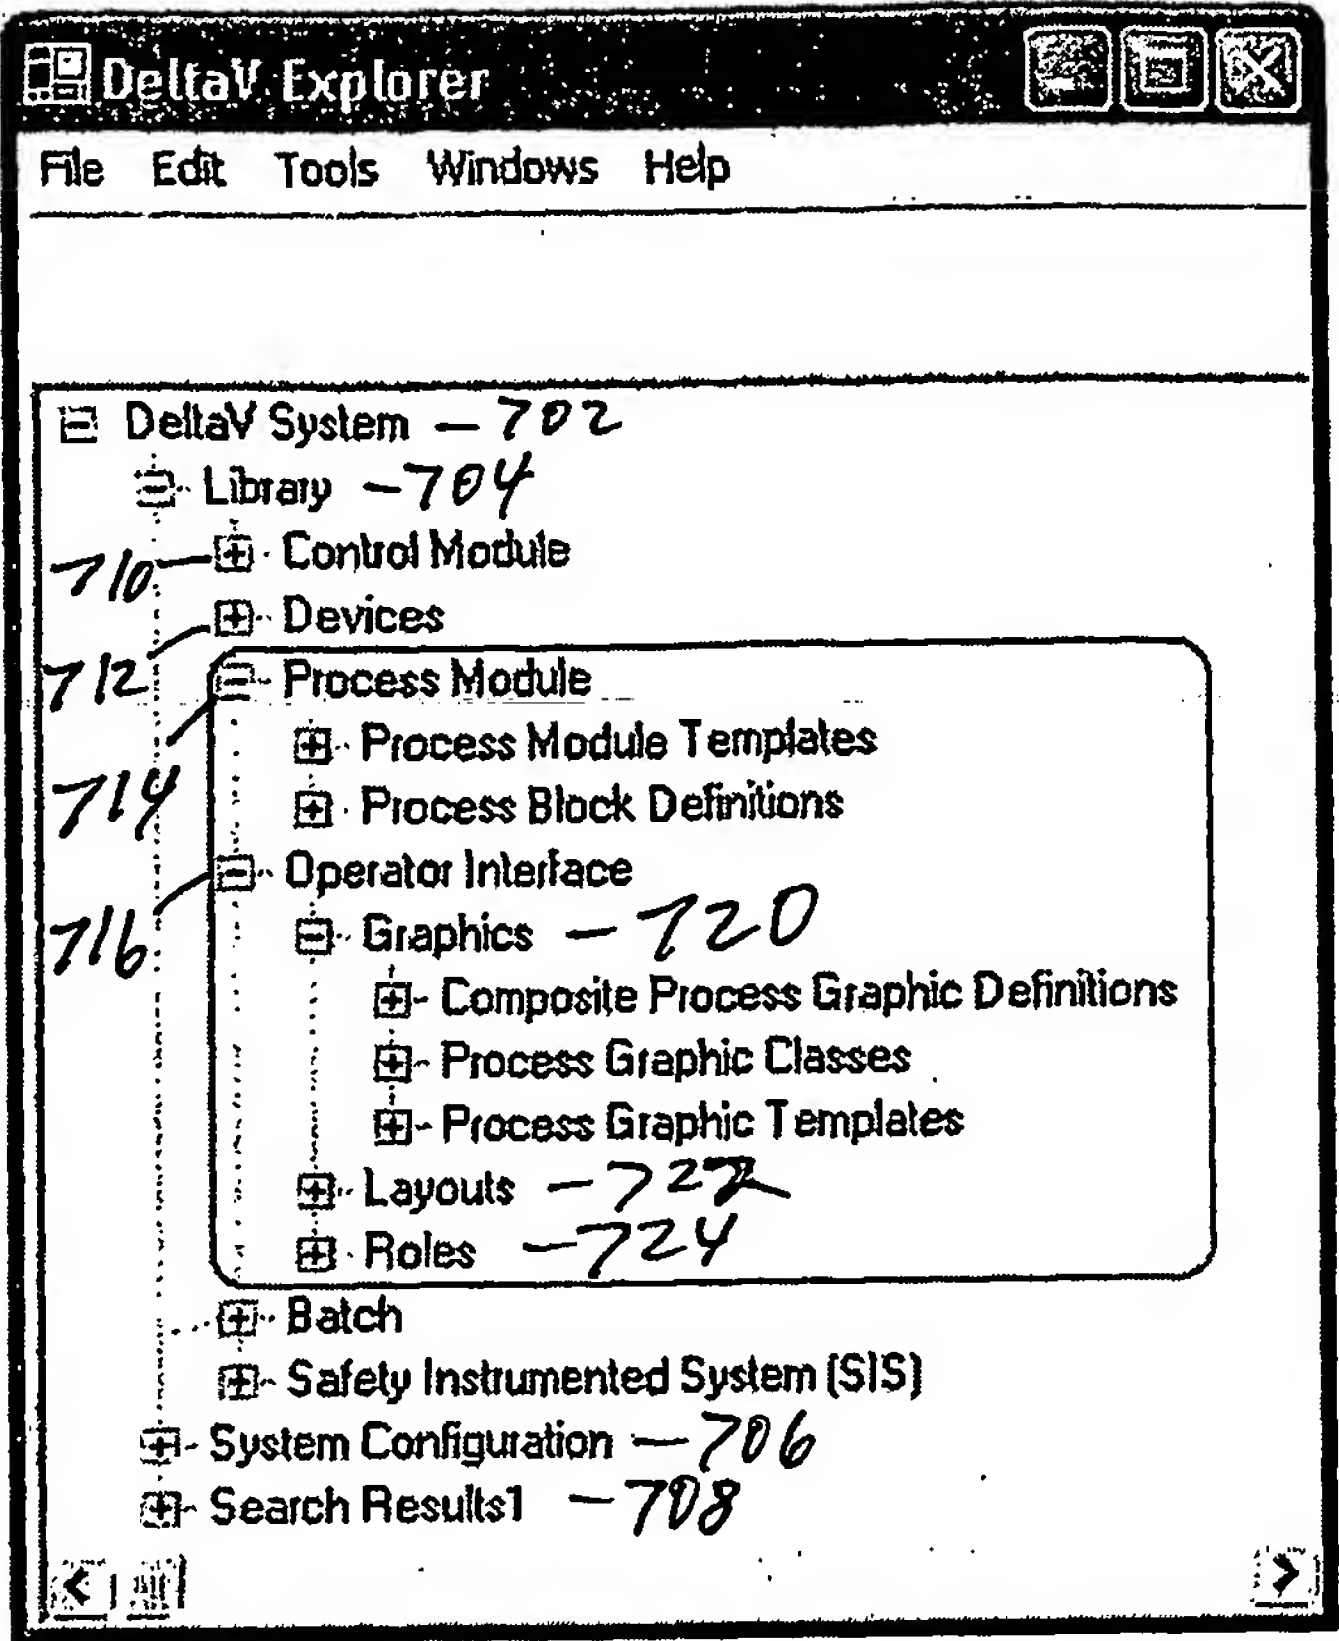 DeltaV Explorer
File Edit Tools Windows Help
DeltaV System — 702
Library — 704
710 Control Module
712 Devices
714 Process Module
Process Module Templates
Process Block Definitions
716 Operator Interface
Graphics — 720
Composite Process Graphic Definitions
Process Graphic Classes
Process Graphic Templates
Layouts — 722
Roles — 724
Batch
Safety Instrumented System (SIS)
System Configuration — 706
Search Results1 — 708